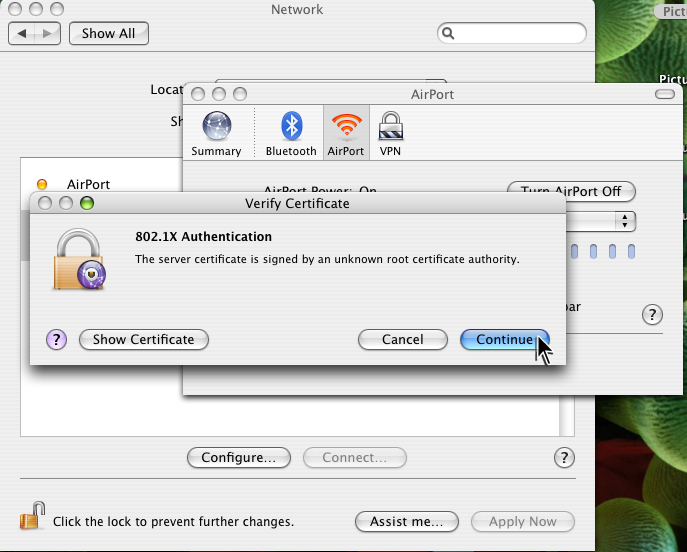 Network
Show All
Pict
Pictu
Locat
Sh
AirPort
Summary
Bluetooth
AirPort
VPN
AirPort
AirPort Power: On
Turn AirPort Off
Verify Certificate
802.1X Authentication
The server certificate is signed by an unknown root certificate authority.
bar
?
?
Show Certificate
Cancel
Continue
Configure...
Connect...
?
Click the lock to prevent further changes.
Assist me...
Apply Now